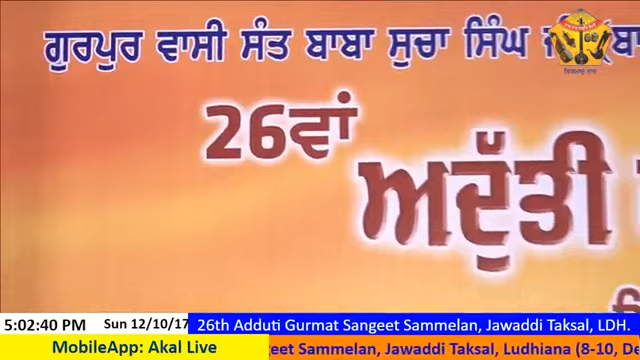 ਗੁਰਪੁਰ ਵਾਸੀ ਸੰਤ ਬਾਬਾ ਸੁਚਾ ਸਿੰਘ
26ਵਾਂ
ਅਦੁੱਤੀ
5:02:40 PM Sun 12/10/17 26th Adduti Gurmat Sangeet Sammelan, Jawaddi Taksal, LDH.
MobileApp: Akal Live geet Sammelan, Jawaddi Taksal, Ludhiana (8-10, De